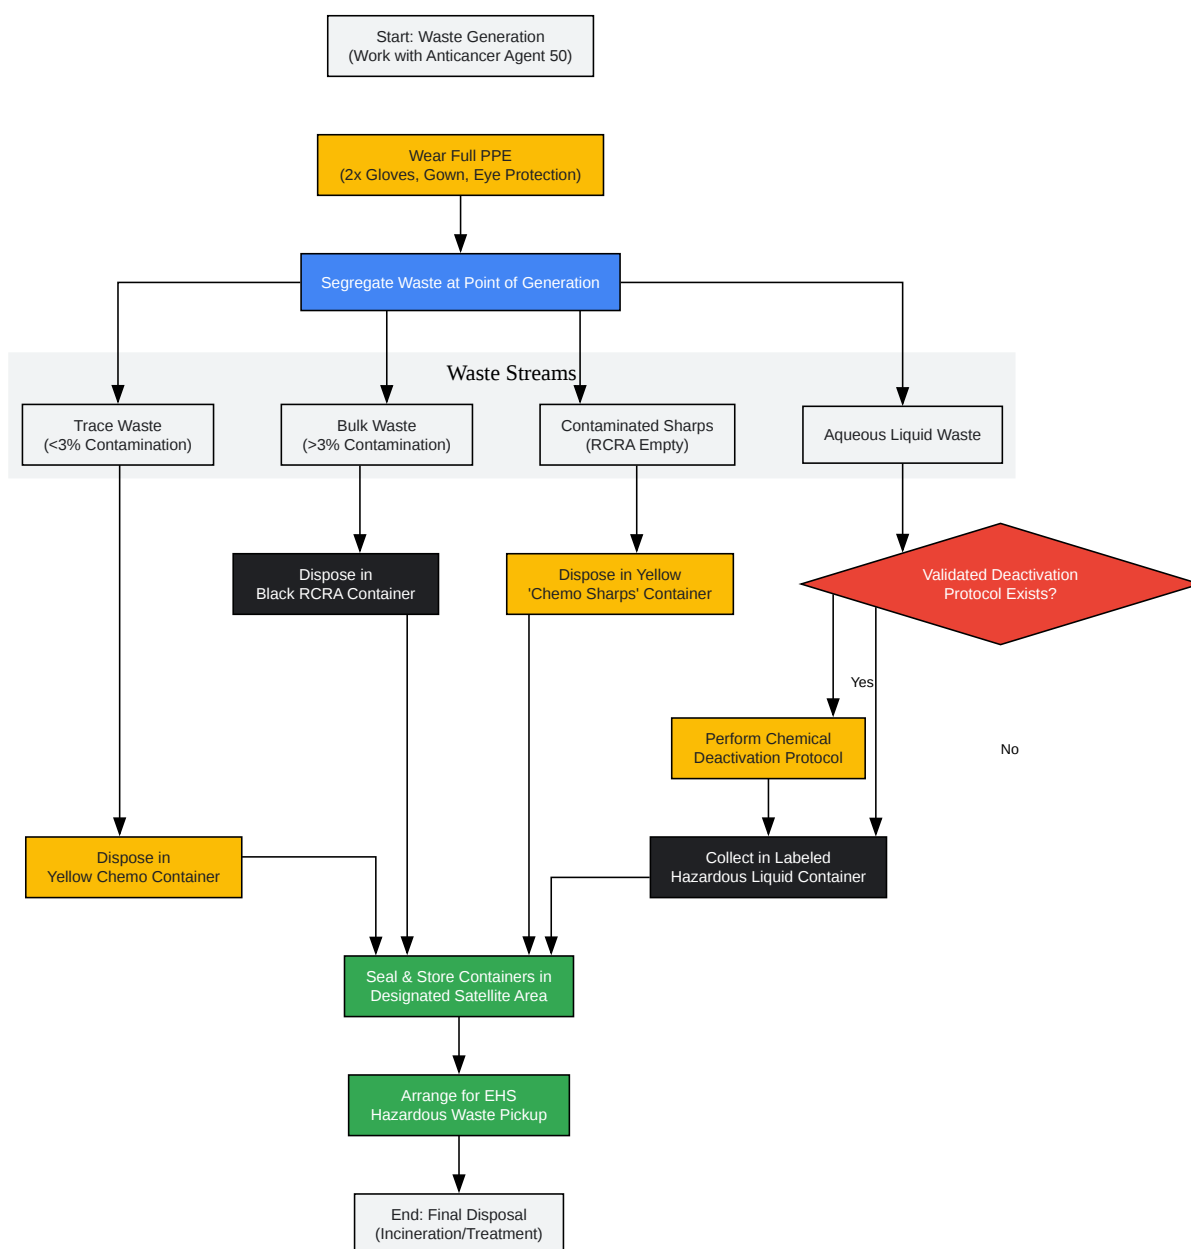 Start: Waste Generation
(Work with Anticancer Agent 50)
Wear Full PPE
(2x Gloves, Gown, Eye Protection)
Segregate Waste at Point of Generation
Waste Streams
Trace Waste
(<3% Contamination)
Bulk Waste
(>3% Contamination)
Contaminated Sharps
(RCRA Empty)
Aqueous Liquid Waste
Dispose in
Black RCRA Container
Dispose in Yellow
'Chemo Sharps' Container
Validated Deactivation
Protocol Exists?
Yes
Perform Chemical
Deactivation Protocol
No
Dispose in
Yellow Chemo Container
Collect in Labeled
Hazardous Liquid Container
Seal & Store Containers in
Designated Satellite Area
Arrange for EHS
Hazardous Waste Pickup
End: Final Disposal
(Incineration/Treatment)